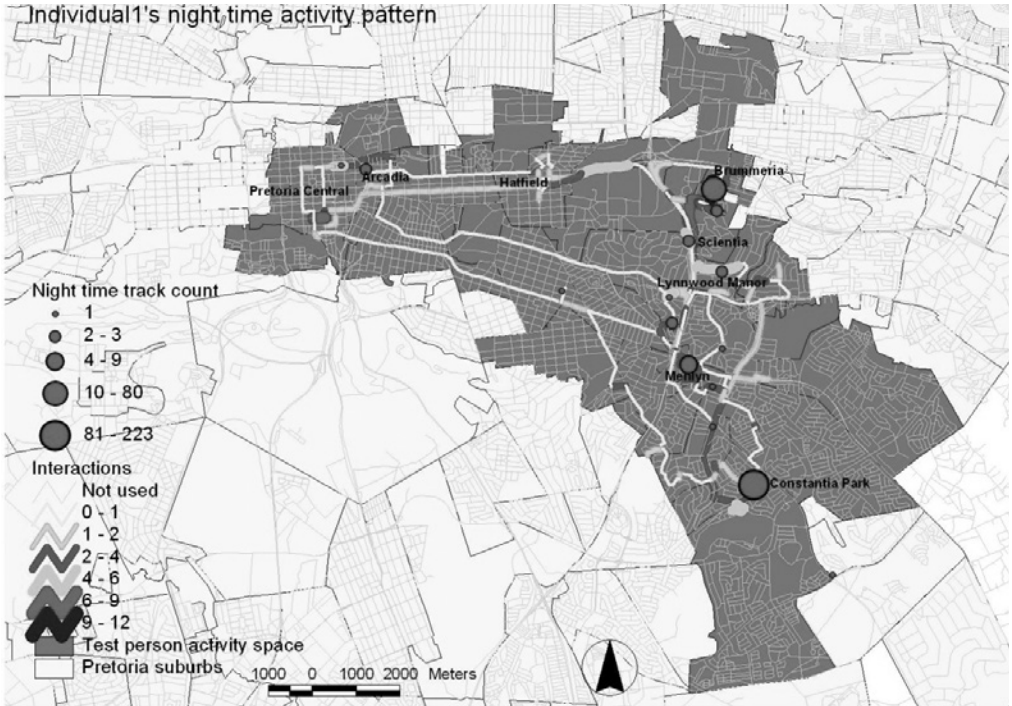 Individual1's night time activity pattern
Brummeria
Arcadia
Hatfield
Pretoria Central
Scientia
Lynnwood Manor
Menlyn
Constantia Park
Night time track count
1
2 - 3
4 - 9
10 - 80
81 - 223
Interactions
Not used
0 - 1
1 - 2
2 - 4
4 - 6
6 - 9
9 - 12
Test person activity space
Pretoria suburbs
1000 0 1000 2000 Meters